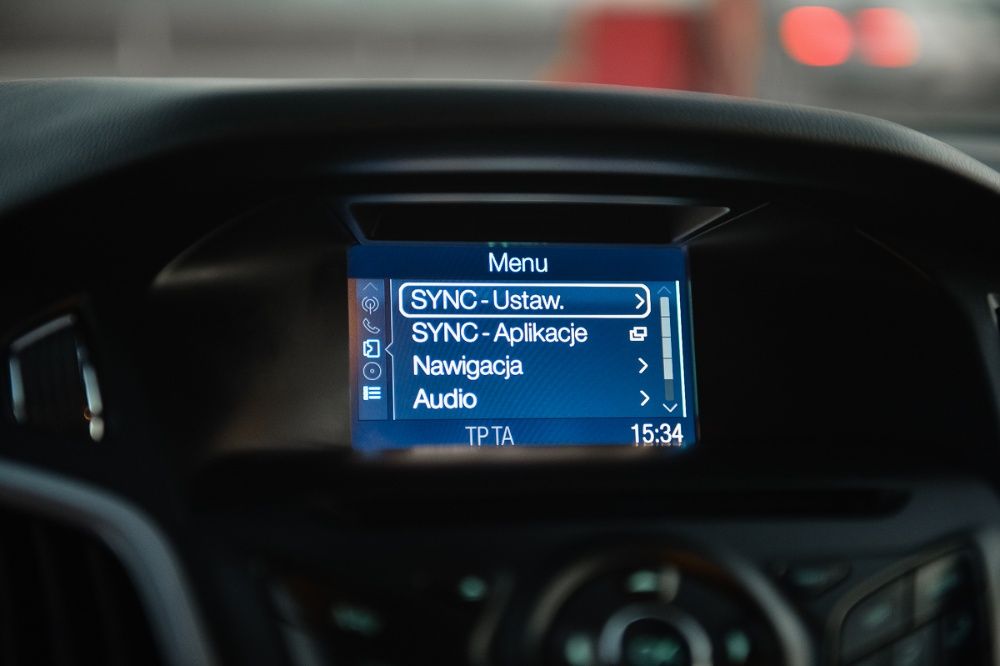 Menu
SYNC - Ustaw.
SYNC - Aplikacje
Nawigacja
Audio
TP TA
15:34